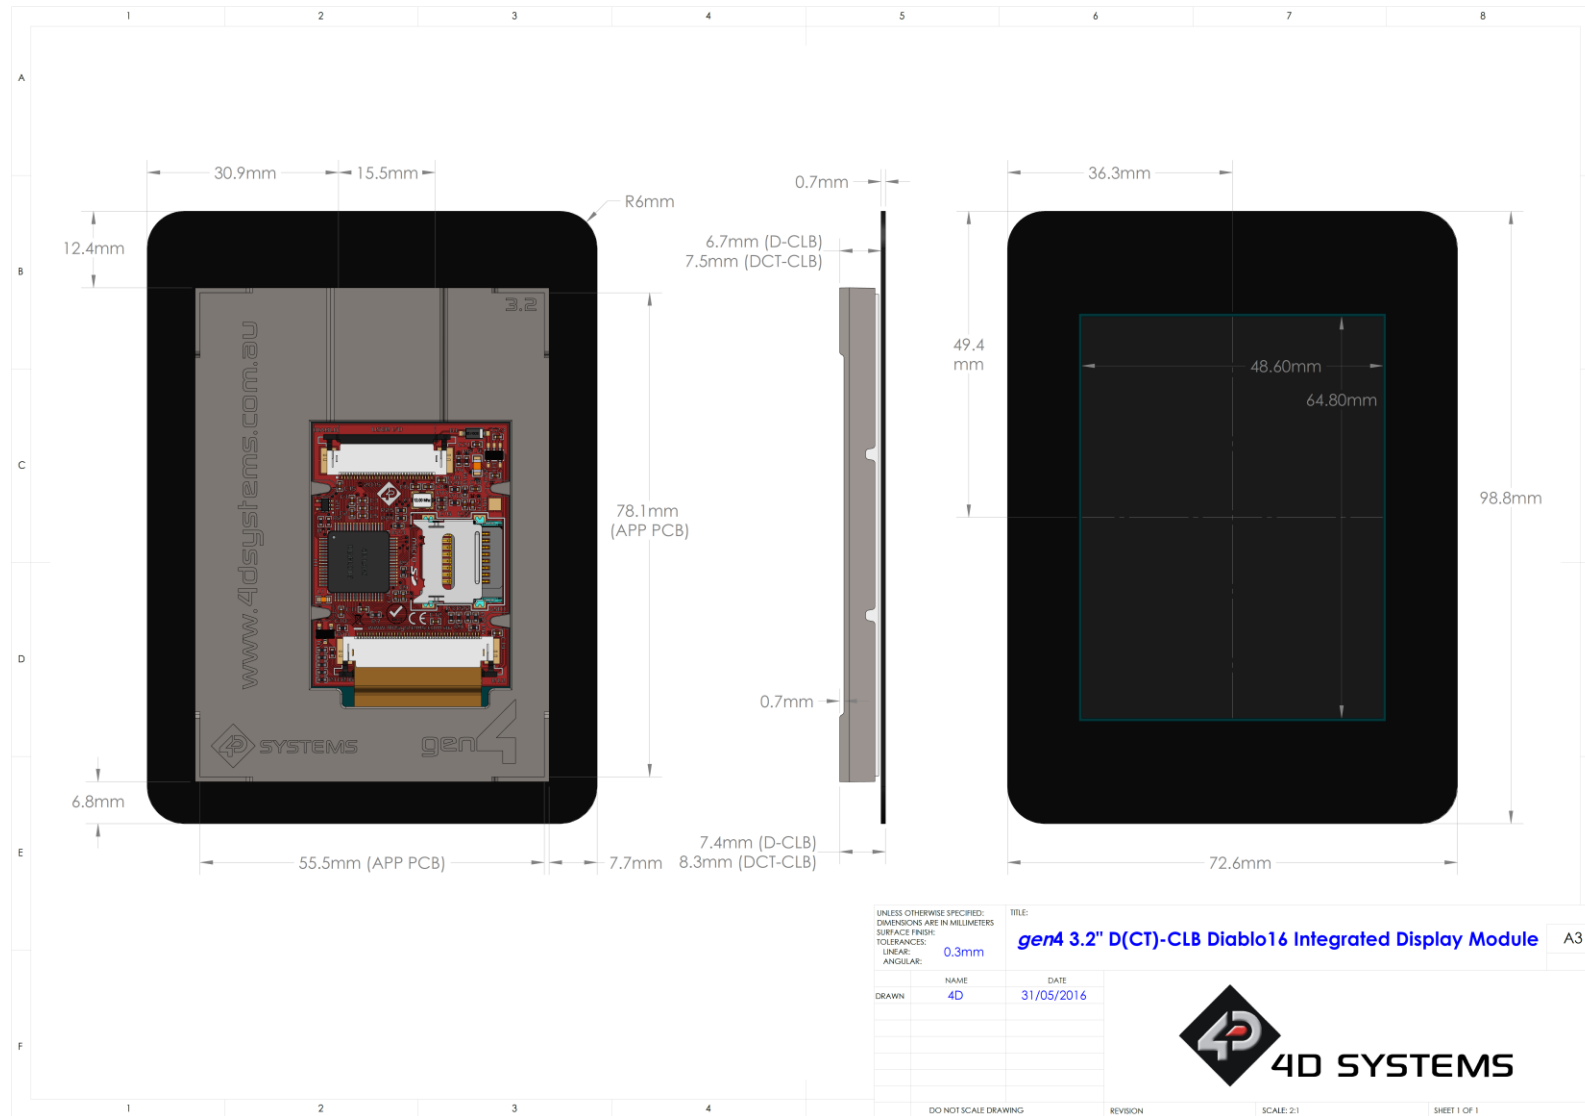 1 2 3 4 5 6 7 8
A
B
C
D
E
F
30.9mm
15.5mm
R6mm
12.4mm
3.2
www.4dsystems.com.au
78.1mm
(APP PCB)
CE
4D SYSTEMS
gen4
6.8mm
55.5mm (APP PCB)
7.7mm
0.7mm
6.7mm (D-CLB)
7.5mm (DCT-CLB)
0.7mm
7.4mm (D-CLB)
8.3mm (DCT-CLB)
36.3mm
49.4
mm
48.60mm
64.80mm
98.8mm
72.6mm
UNLESS OTHERWISE SPECIFIED:
DIMENSIONS ARE IN MILLIMETERS
SURFACE FINISH:
TOLERANCES:
LINEAR: 0.3mm
ANGULAR:
TITLE:
gen4 3.2" D(CT)-CLB Diablo16 Integrated Display Module
A3
NAME DATE
DRAWN 4D 31/05/2016
4D SYSTEMS
DO NOT SCALE DRAWING
REVISION
SCALE: 2:1
SHEET 1 OF 1
1 2 3 4